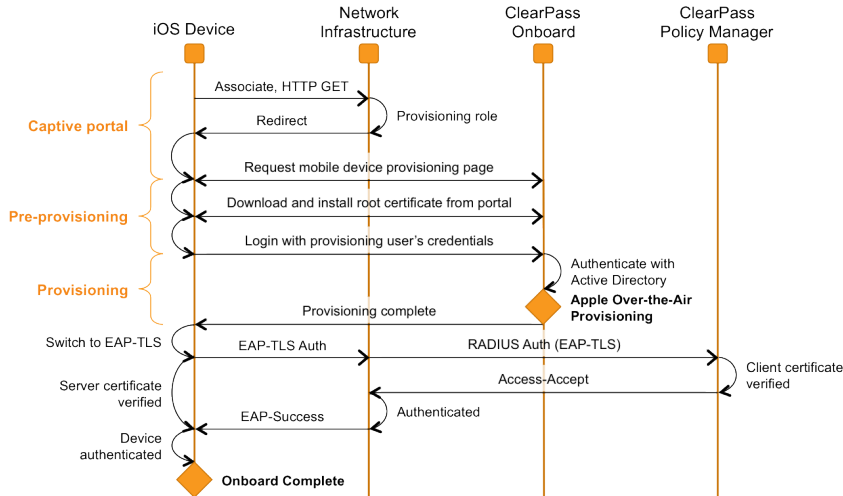 iOS Device
Network
Infrastructure
ClearPass
Onboard
ClearPass
Policy Manager
Associate, HTTP GET
Provisioning role
Captive portal
Redirect
Request mobile device provisioning page
Download and install root certificate from portal
Pre-provisioning
Login with provisioning user's credentials
Authenticate with
Active Directory
Provisioning
Apple Over-the-Air
Provisioning
Provisioning complete
Switch to EAP-TLS
EAP-TLS Auth
RADIUS Auth (EAP-TLS)
Client certificate
verified
Access-Accept
Server certificate
verified
Authenticated
EAP-Success
Device
authenticated
Onboard Complete